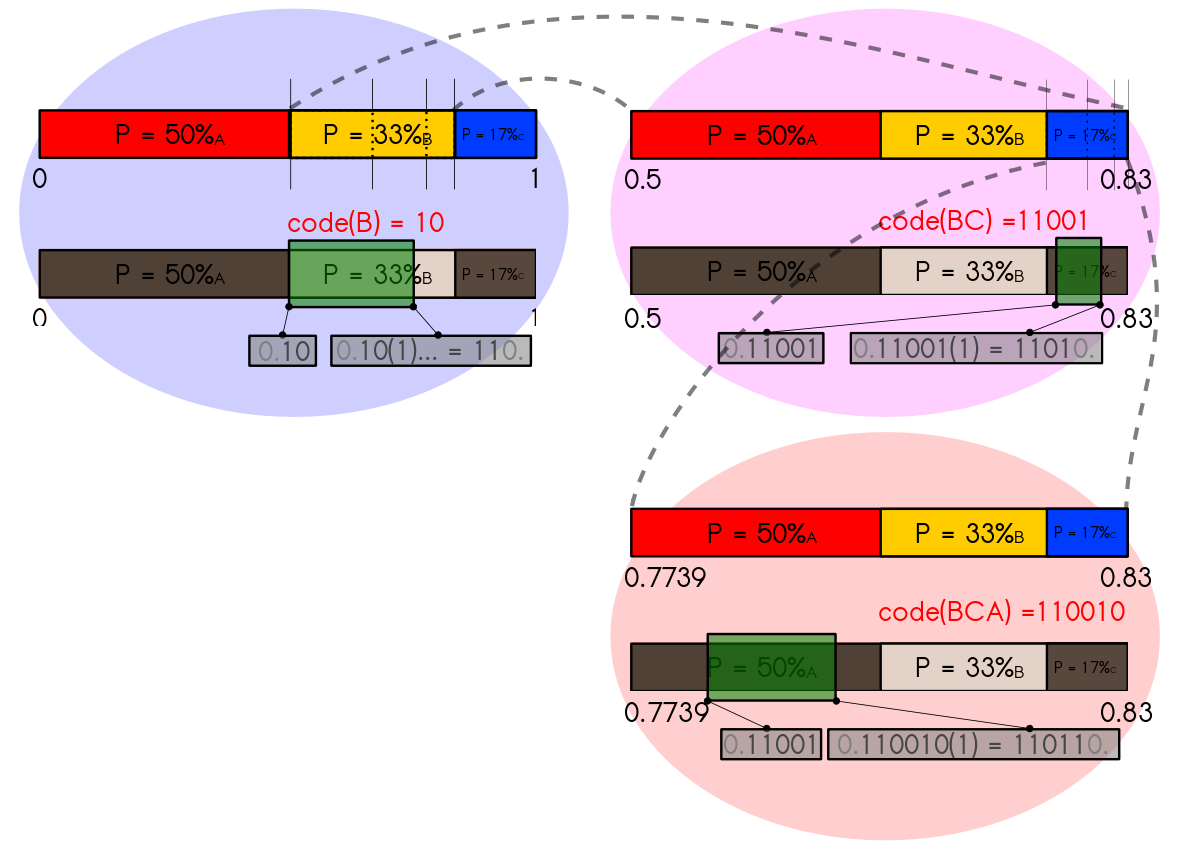 P = 50%A P = 33%B P = 17%C
0 1
code(B) = 10
P = 50%A P = 33%B P = 17%C
0 1
0.10 0.10(1)... = 110.
P = 50%A P = 33%B P = 17%C
0.5 0.83
code(BC) =11001
P = 50%A P = 33%B P = 17%C
0.5 0.83
0.11001 0.11001(1) = 11010.
P = 50%A P = 33%B P = 17%C
0.7739 0.83
code(BCA) =110010
P = 50%A P = 33%B P = 17%C
0.7739 0.83
0.11001 0.110010(1) = 110110.